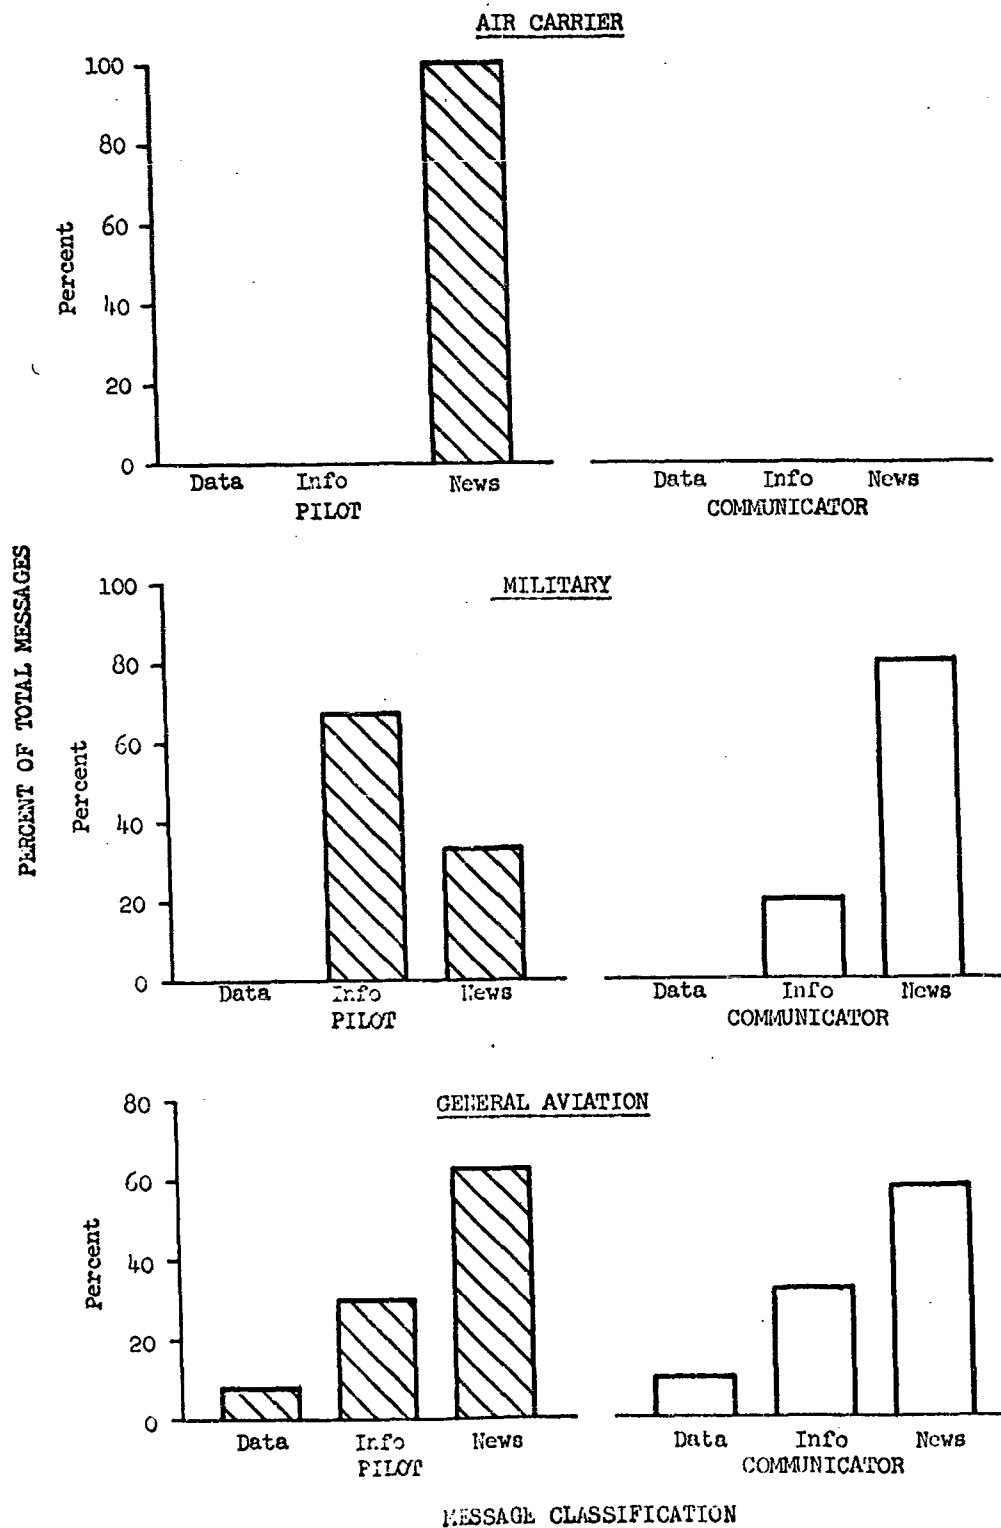 AIR CARRIER
100
80
60
40
20
0
Percent
Data Info News
PILOT
Data Info News
COMMUNICATOR
PERCENT OF TOTAL MESSAGES
MILITARY
100
80
60
40
20
0
Percent
Data Info News
PILOT
Data Info News
COMMUNICATOR
GENERAL AVIATION
80
60
40
20
0
Percent
Data Info News
PILOT
Data Info News
COMMUNICATOR
MESSAGE CLASSIFICATION